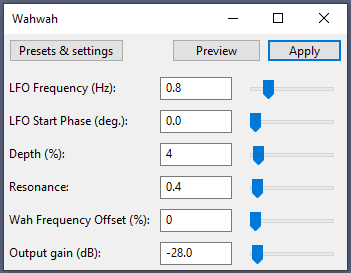 Wahwah
Presets & settings Preview Apply
LFO Frequency (Hz): 0.8
LFO Start Phase (deg.): 0.0
Depth (%): 4
Resonance: 0.4
Wah Frequency Offset (%): 0
Output gain (dB): -28.0